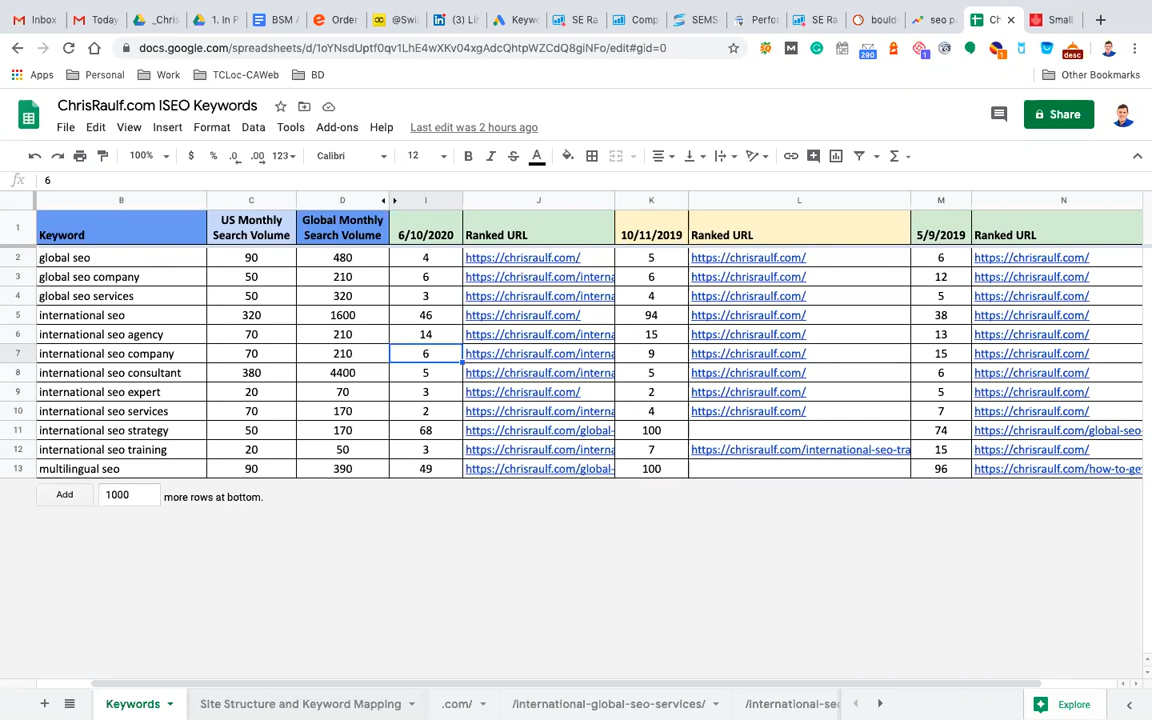 Inbox Today _Chris 1. In P BSM / Order @Swi (3) Lir Keyw SE Ra Comp SEMS Perfor SE Ra bould seo p Ch Small
docs.google.com/spreadsheets/d/1oYNsdUptf0qv1LhE4wXKv04xgAdcQhtpWZCdQ8giNFo/edit#gid=0
290 1 1 desc
Apps Personal Work TCLoc-CAWeb BD Other Bookmarks
ChrisRaulf.com ISEO Keywords
File Edit View Insert Format Data Tools Add-ons Help Last edit was 2 hours ago
Share
100% $ % .0 .00 123 Calibri 12 B I S A
fx 6
B C D I J K L M N
1 Keyword US Monthly Search Volume Global Monthly Search Volume 6/10/2020 Ranked URL 10/11/2019 Ranked URL 5/9/2019 Ranked URL
2 global seo 90 480 4 https://chrisraulf.com/ 5 https://chrisraulf.com/ 6 https://chrisraulf.com/
3 global seo company 50 210 6 https://chrisraulf.com/interna 6 https://chrisraulf.com/ 12 https://chrisraulf.com/
4 global seo services 50 320 3 https://chrisraulf.com/interna 4 https://chrisraulf.com/ 5 https://chrisraulf.com/
5 international seo 320 1600 46 https://chrisraulf.com/ 94 https://chrisraulf.com/ 38 https://chrisraulf.com/
6 international seo agency 70 210 14 https://chrisraulf.com/interna 15 https://chrisraulf.com/ 13 https://chrisraulf.com/
7 international seo company 70 210 6 https://chrisraulf.com/interna 9 https://chrisraulf.com/ 15 https://chrisraulf.com/
8 international seo consultant 380 4400 5 https://chrisraulf.com/interna 5 https://chrisraulf.com/ 6 https://chrisraulf.com/
9 international seo expert 20 70 3 https://chrisraulf.com/ 2 https://chrisraulf.com/ 5 https://chrisraulf.com/
10 international seo services 70 170 2 https://chrisraulf.com/interna 4 https://chrisraulf.com/ 7 https://chrisraulf.com/
11 international seo strategy 50 170 68 https://chrisraulf.com/global- 100 74 https://chrisraulf.com/global-seo-
12 international seo training 20 50 3 https://chrisraulf.com/interna 7 https://chrisraulf.com/international-seo-tra 15 https://chrisraulf.com/
13 multilingual seo 90 390 49 https://chrisraulf.com/global- 100 96 https://chrisraulf.com/how-to-ge
Add 1000 more rows at bottom.
Keywords Site Structure and Keyword Mapping .com/ /international-global-seo-services/ /international-seo Explore